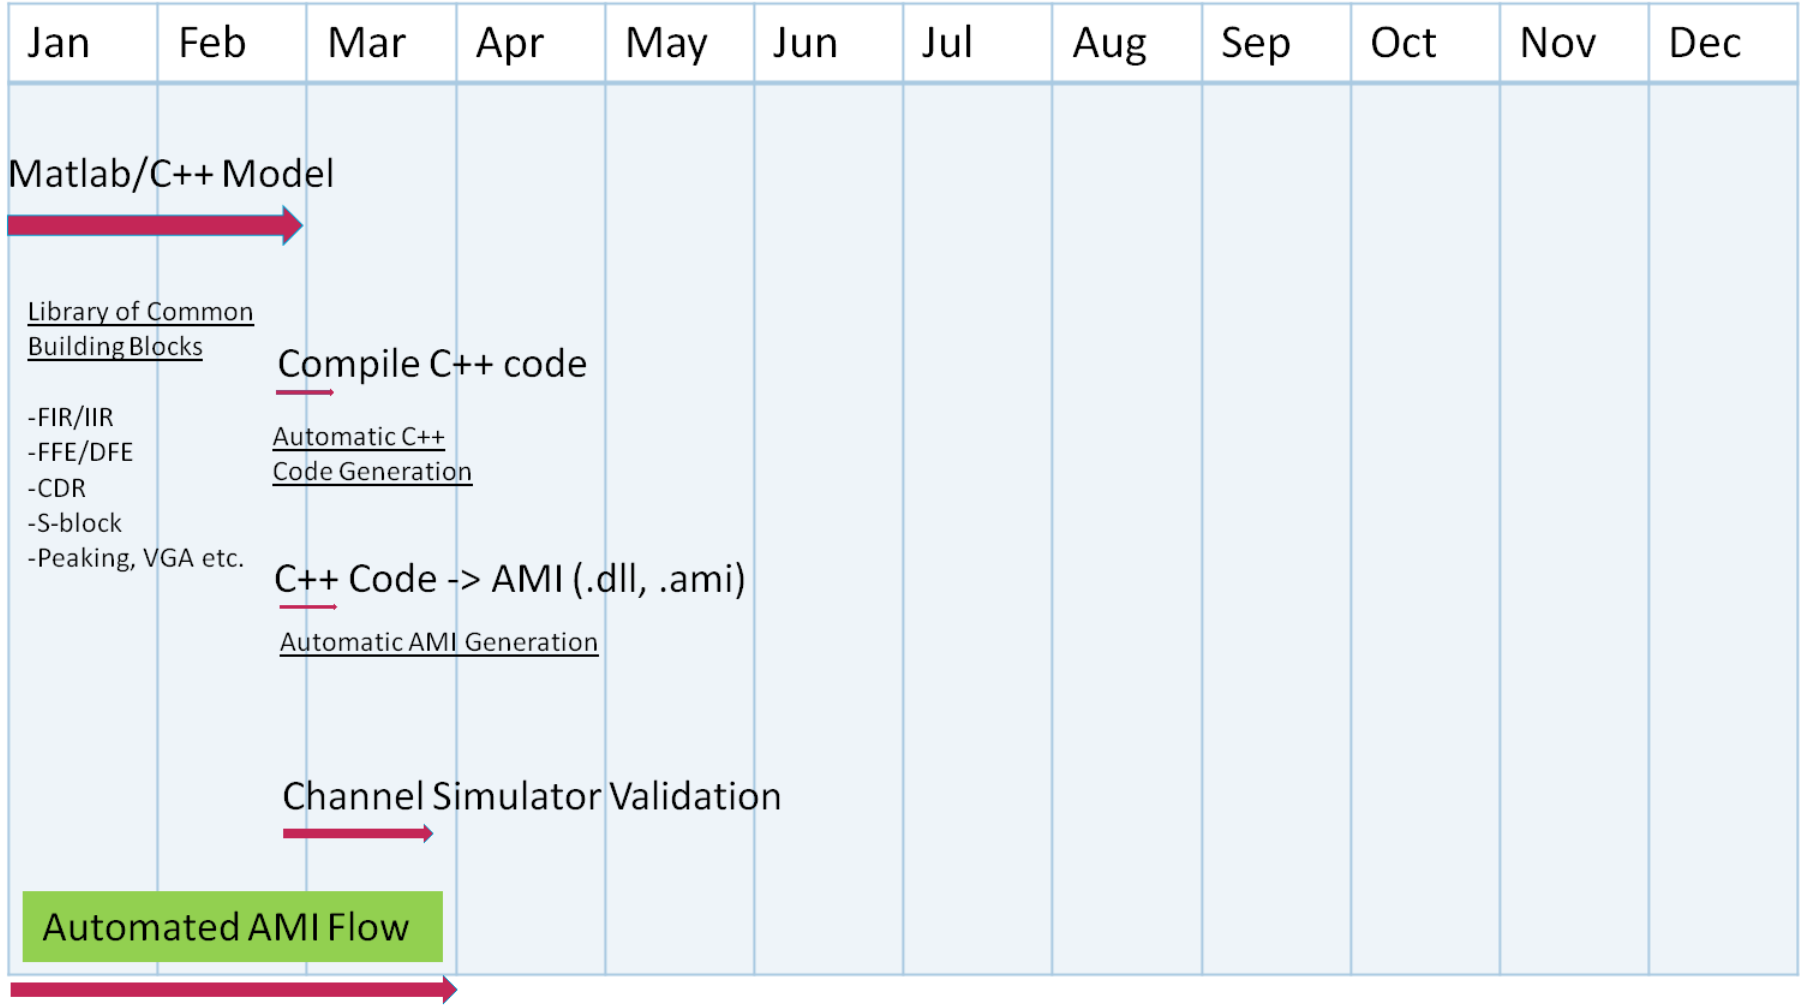 Jan Feb Mar Apr May Jun Jul Aug Sep Oct Nov Dec
Matlab/C++ Model
Library of Common
Building Blocks
-FIR/IIR
-FFE/DFE
-CDR
-S-block
-Peaking, VGA etc.
Compile C++ code
Automatic C++
Code Generation
C++ Code -> AMI (.dll, .ami)
Automatic AMI Generation
Channel Simulator Validation
Automated AMI Flow